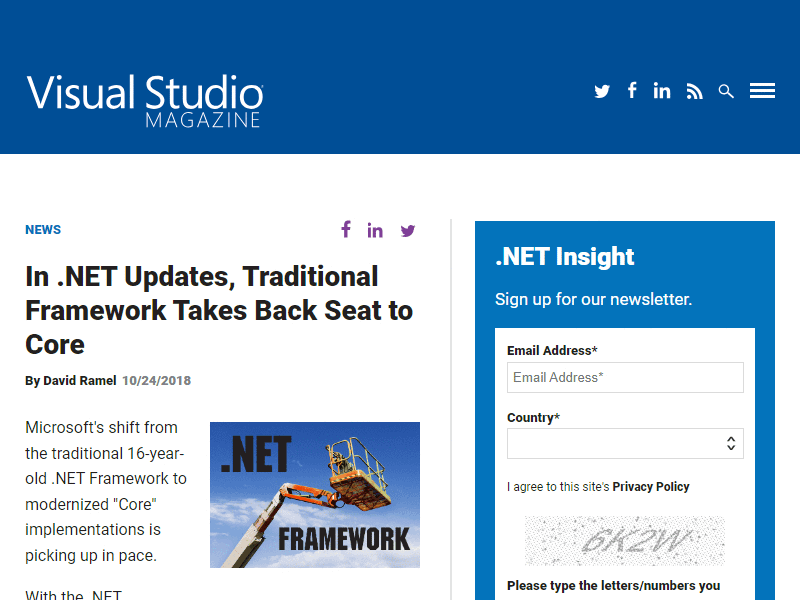 Visual Studio
MAGAZINE
NEWS
In .NET Updates, Traditional
Framework Takes Back Seat to
Core
By David Ramel 10/24/2018
Microsoft's shift from
the traditional 16-year-
old .NET Framework to
modernized "Core"
implementations is
picking up in pace.
With the .NET
.NET
FRAMEWORK
.NET Insight
Sign up for our newsletter.
Email Address*
Email Address*
Country*
I agree to this site's Privacy Policy
6K2W
Please type the letters/numbers you